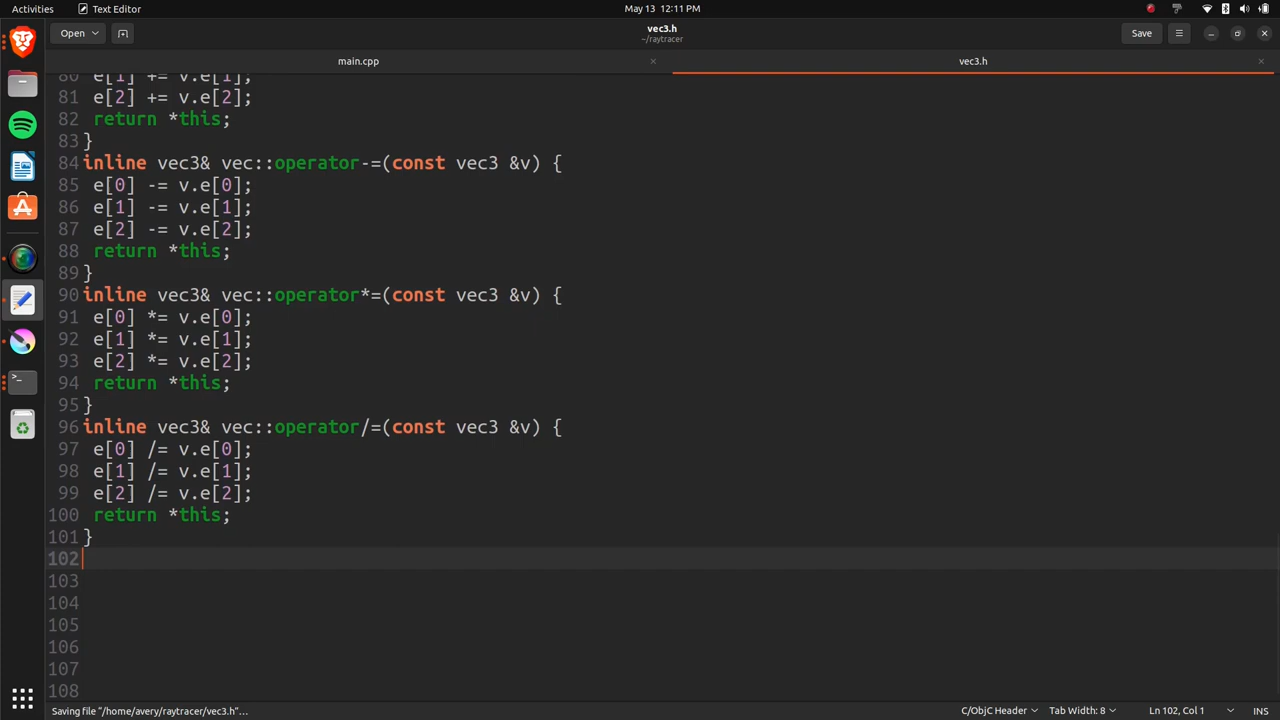 Activities
Text Editor
May 13 12:11 PM
Open
vec3.h
~/raytracer
Save
main.cpp
vec3.h
80 e[1] += v.e[1];
81 e[2] += v.e[2];
82 return *this;
83 }
84 inline vec3& vec::operator-=(const vec3 &v) {
85 e[0] -= v.e[0];
86 e[1] -= v.e[1];
87 e[2] -= v.e[2];
88 return *this;
89 }
90 inline vec3& vec::operator*=(const vec3 &v) {
91 e[0] *= v.e[0];
92 e[1] *= v.e[1];
93 e[2] *= v.e[2];
94 return *this;
95 }
96 inline vec3& vec::operator/=(const vec3 &v) {
97 e[0] /= v.e[0];
98 e[1] /= v.e[1];
99 e[2] /= v.e[2];
100 return *this;
101 }
102
103
104
105
106
107
108
Saving file "/home/avery/raytracer/vec3.h"…
C/ObjC Header
Tab Width: 8
Ln 102, Col 1
INS